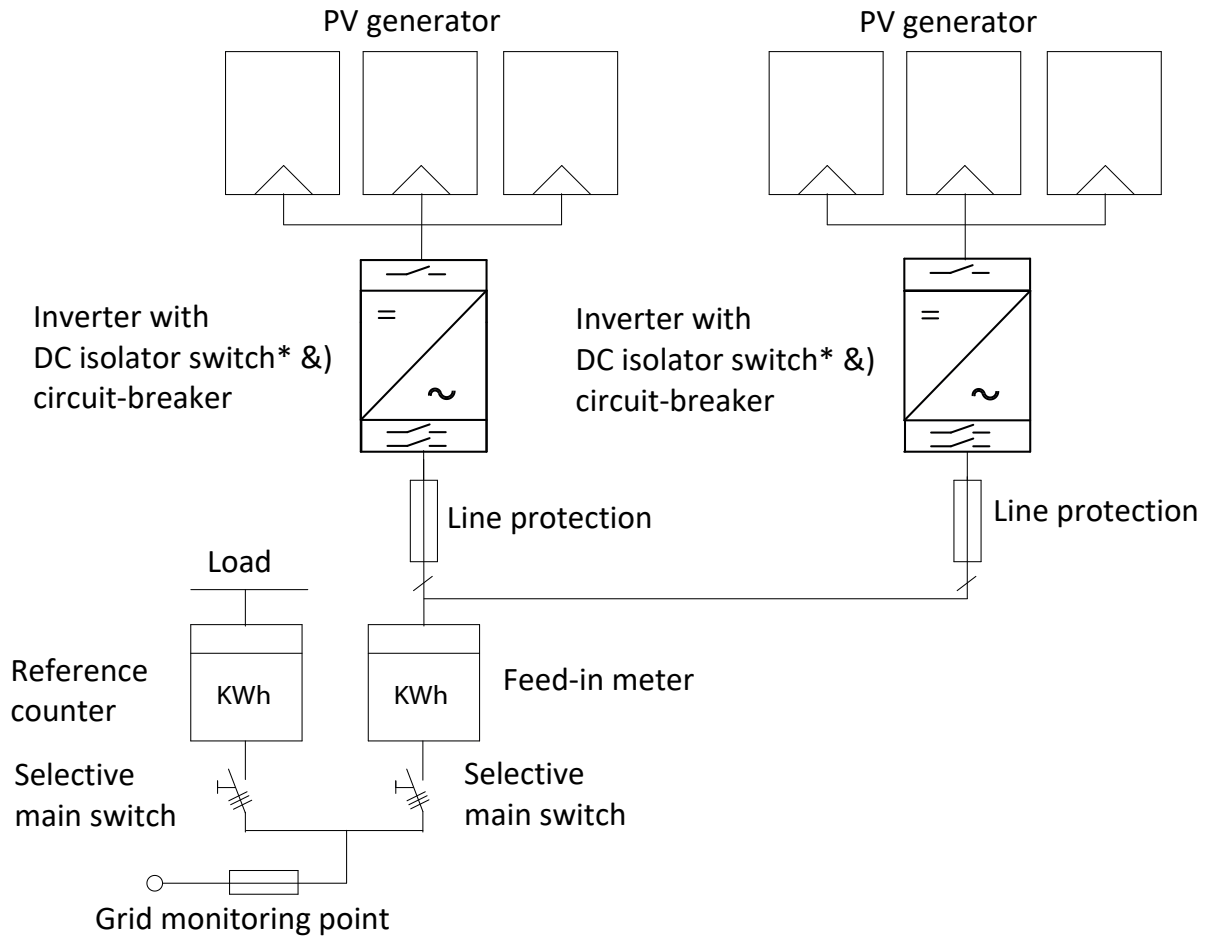 PV generator
PV generator
Inverter with
DC isolator switch* &)
circuit-breaker
Inverter with
DC isolator switch* &)
circuit-breaker
Line protection
Line protection
Load
Reference
counter
KWh
KWh
Feed-in meter
Selective
main switch
Selective
main switch
Grid monitoring point